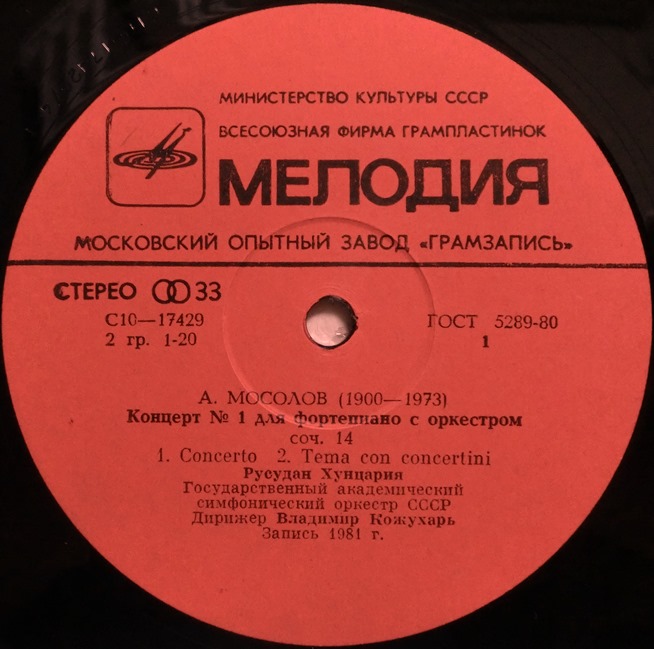 МИНИСТЕРСТВО КУЛЬТУРЫ СССР
ВСЕСОЮЗНАЯ ФИРМА ГРАМПЛАСТИНОК
МЕЛОДИЯ
МОСКОВСКИЙ ОПЫТНЫЙ ЗАВОД «ГРАМЗАПИСЬ»
СТЕРЕО 33
С10—17429
2 гр. 1-20
ГОСТ 5289-80
1
А. МОСОЛОВ (1900—1973)
Концерт № 1 для фортепиано с оркестром
соч. 14
1. Concerto 2. Tema con concertini
Русудан Хунцария
Государственный академический
симфонический оркестр СССР
Дирижер Владимир Кожухарь
Запись 1981 г.